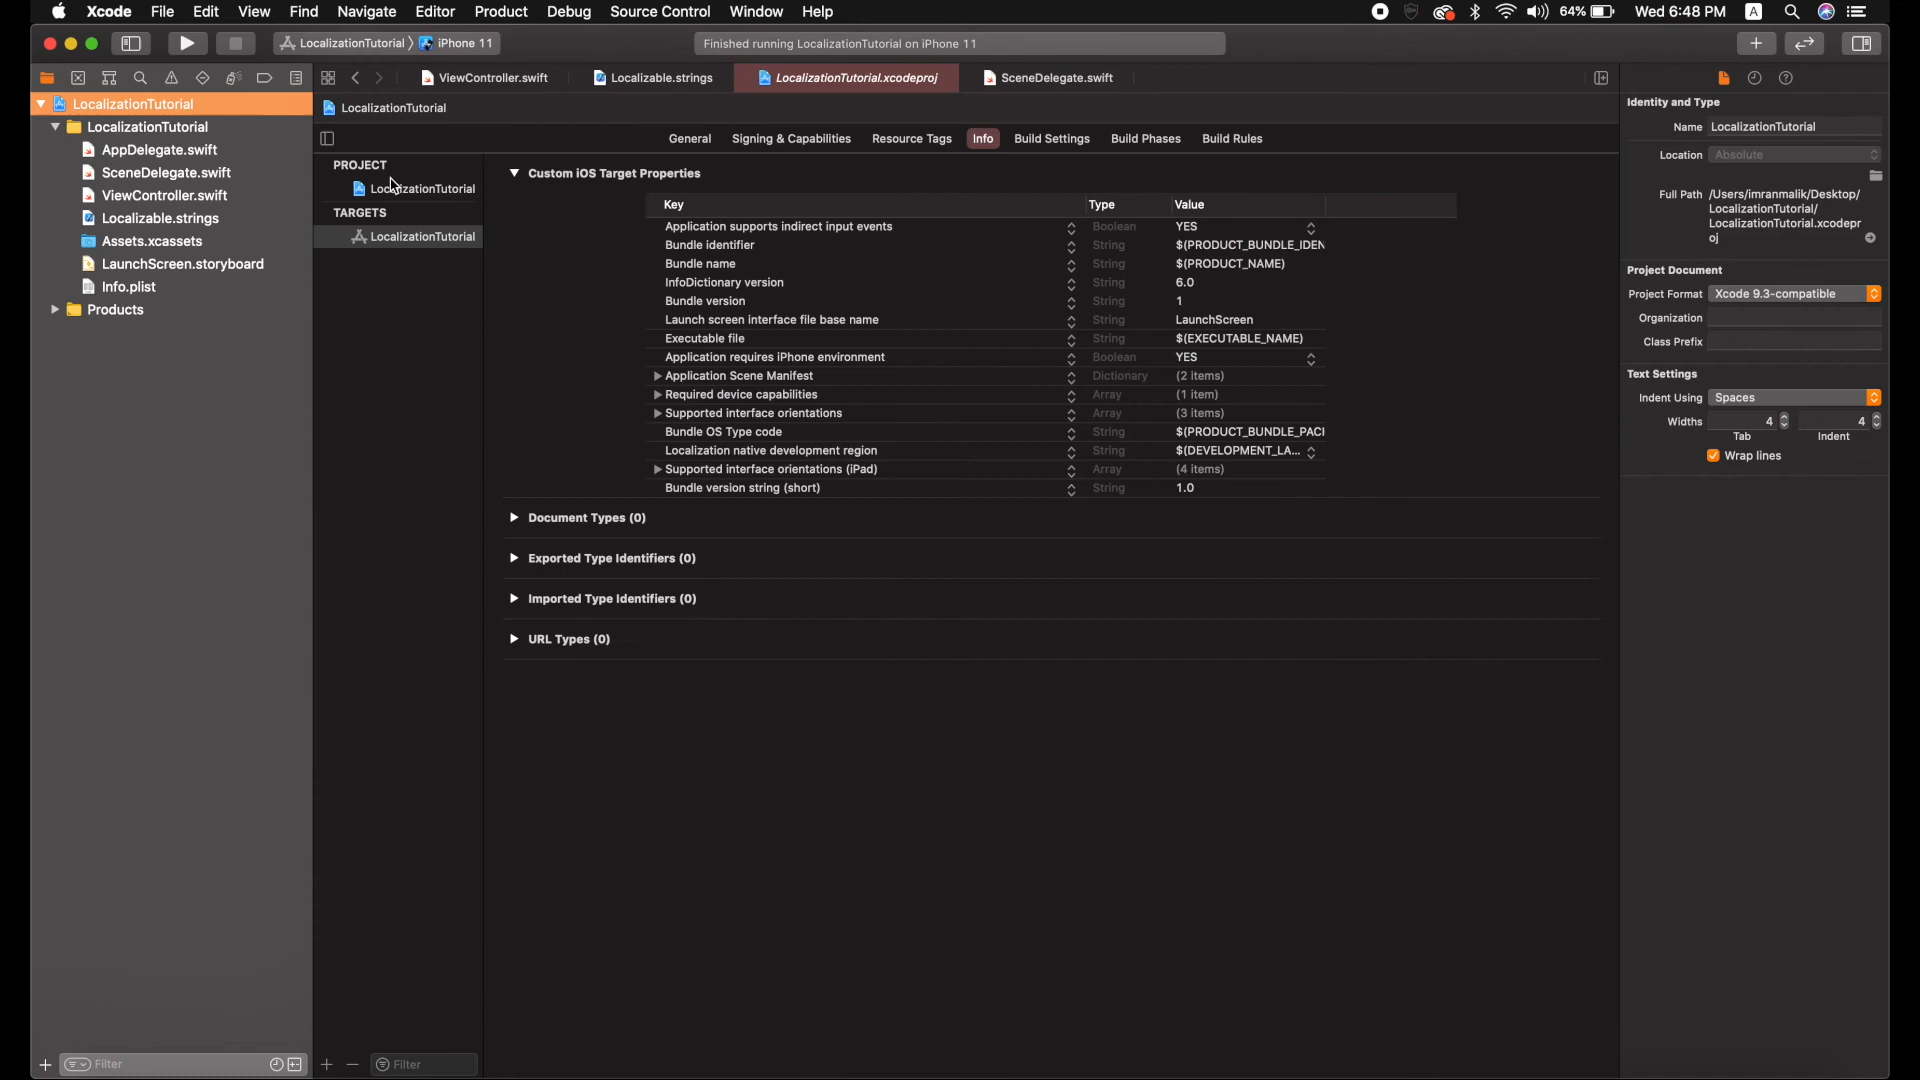 Xcode File Edit View Find Navigate Editor Product Debug Source Control Window Help 64% Wed 6:48 PM A
LocalizationTutorial iPhone 11 Finished running LocalizationTutorial on iPhone 11
ViewController.swift Localizable.strings LocalizationTutorial.xcodeproj SceneDelegate.swift
LocalizationTutorial
LocalizationTutorial
AppDelegate.swift
SceneDelegate.swift
ViewController.swift
Localizable.strings
Assets.xcassets
LaunchScreen.storyboard
Info.plist
Products
Filter
LocalizationTutorial
General Signing & Capabilities Resource Tags Info Build Settings Build Phases Build Rules
PROJECT
LocalizationTutorial
TARGETS
LocalizationTutorial
Filter
Custom iOS Target Properties
Key Type Value
Application supports indirect input events Boolean YES
Bundle identifier String $(PRODUCT_BUNDLE_IDEN
Bundle name String $(PRODUCT_NAME)
InfoDictionary version String 6.0
Bundle version String 1
Launch screen interface file base name String LaunchScreen
Executable file String $(EXECUTABLE_NAME)
Application requires iPhone environment Boolean YES
Application Scene Manifest Dictionary (2 items)
Required device capabilities Array (1 item)
Supported interface orientations Array (3 items)
Bundle OS Type code String $(PRODUCT_BUNDLE_PACI
Localization native development region String $(DEVELOPMENT_LA...
Supported interface orientations (iPad) Array (4 items)
Bundle version string (short) String 1.0
Document Types (0)
Exported Type Identifiers (0)
Imported Type Identifiers (0)
URL Types (0)
Identity and Type
Name LocalizationTutorial
Location Absolute
Full Path /Users/imranmalik/Desktop/
LocalizationTutorial/
LocalizationTutorial.xcodepr
oj
Project Document
Project Format Xcode 9.3-compatible
Organization
Class Prefix
Text Settings
Indent Using Spaces
Widths 4 4
Tab Indent
Wrap lines